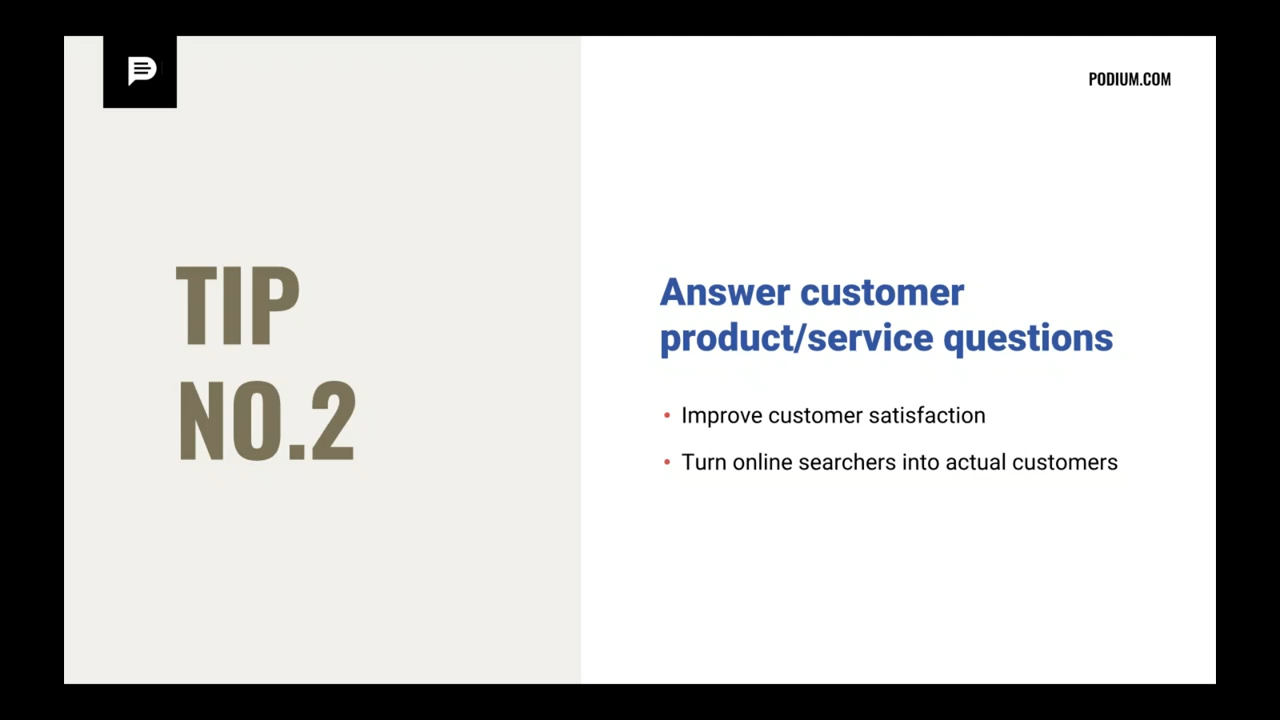 PODIUM.COM
TIP
NO.2
Answer customer
product/service questions
• Improve customer satisfaction
• Turn online searchers into actual customers